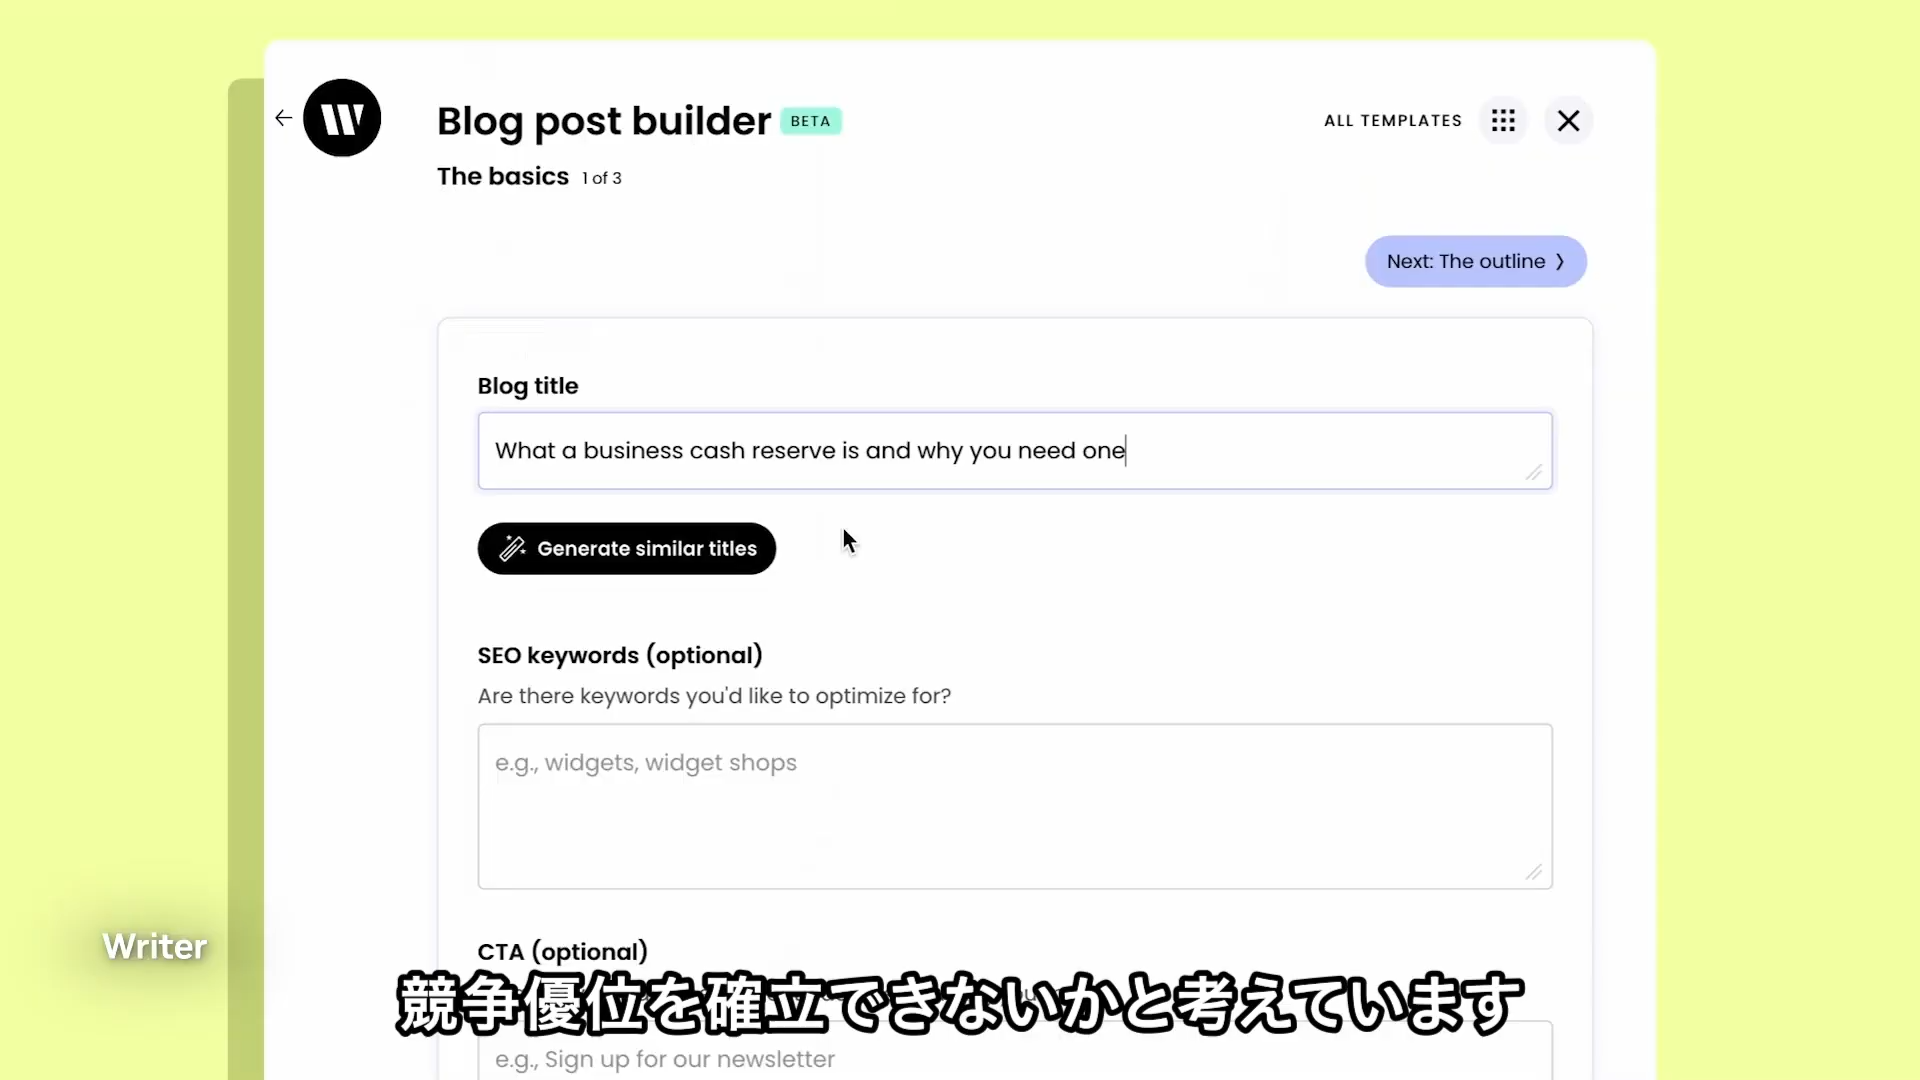 W
Blog post builder BETA
ALL TEMPLATES
The basics 1 of 3
Next: The outline
Blog title
What a business cash reserve is and why you need one
Generate similar titles
SEO keywords (optional)
Are there keywords you'd like to optimize for?
e.g., widgets, widget shops
Writer
CTA (optional)
競争優位を確立できないかと考えています
e.g., Sign up for our newsletter